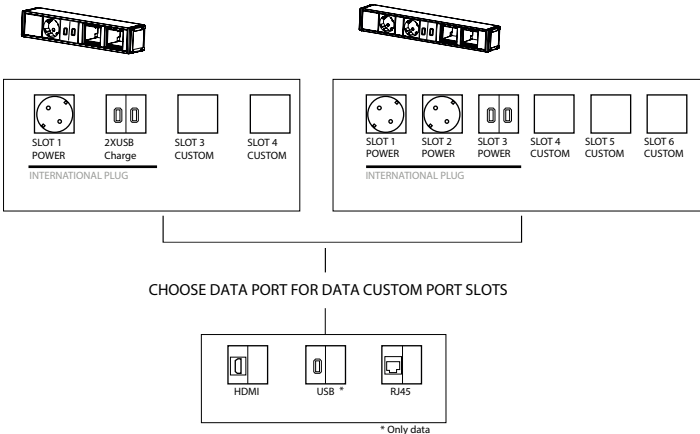 SLOT 1
POWER
2XUSB
Charge
SLOT 3
CUSTOM
SLOT 4
CUSTOM
INTERNATIONAL PLUG
SLOT 1
POWER
SLOT 2
POWER
SLOT 3
POWER
SLOT 4
CUSTOM
SLOT 5
CUSTOM
SLOT 6
CUSTOM
INTERNATIONAL PLUG
CHOOSE DATA PORT FOR DATA CUSTOM PORT SLOTS
HDMI
USB *
RJ45
* Only data